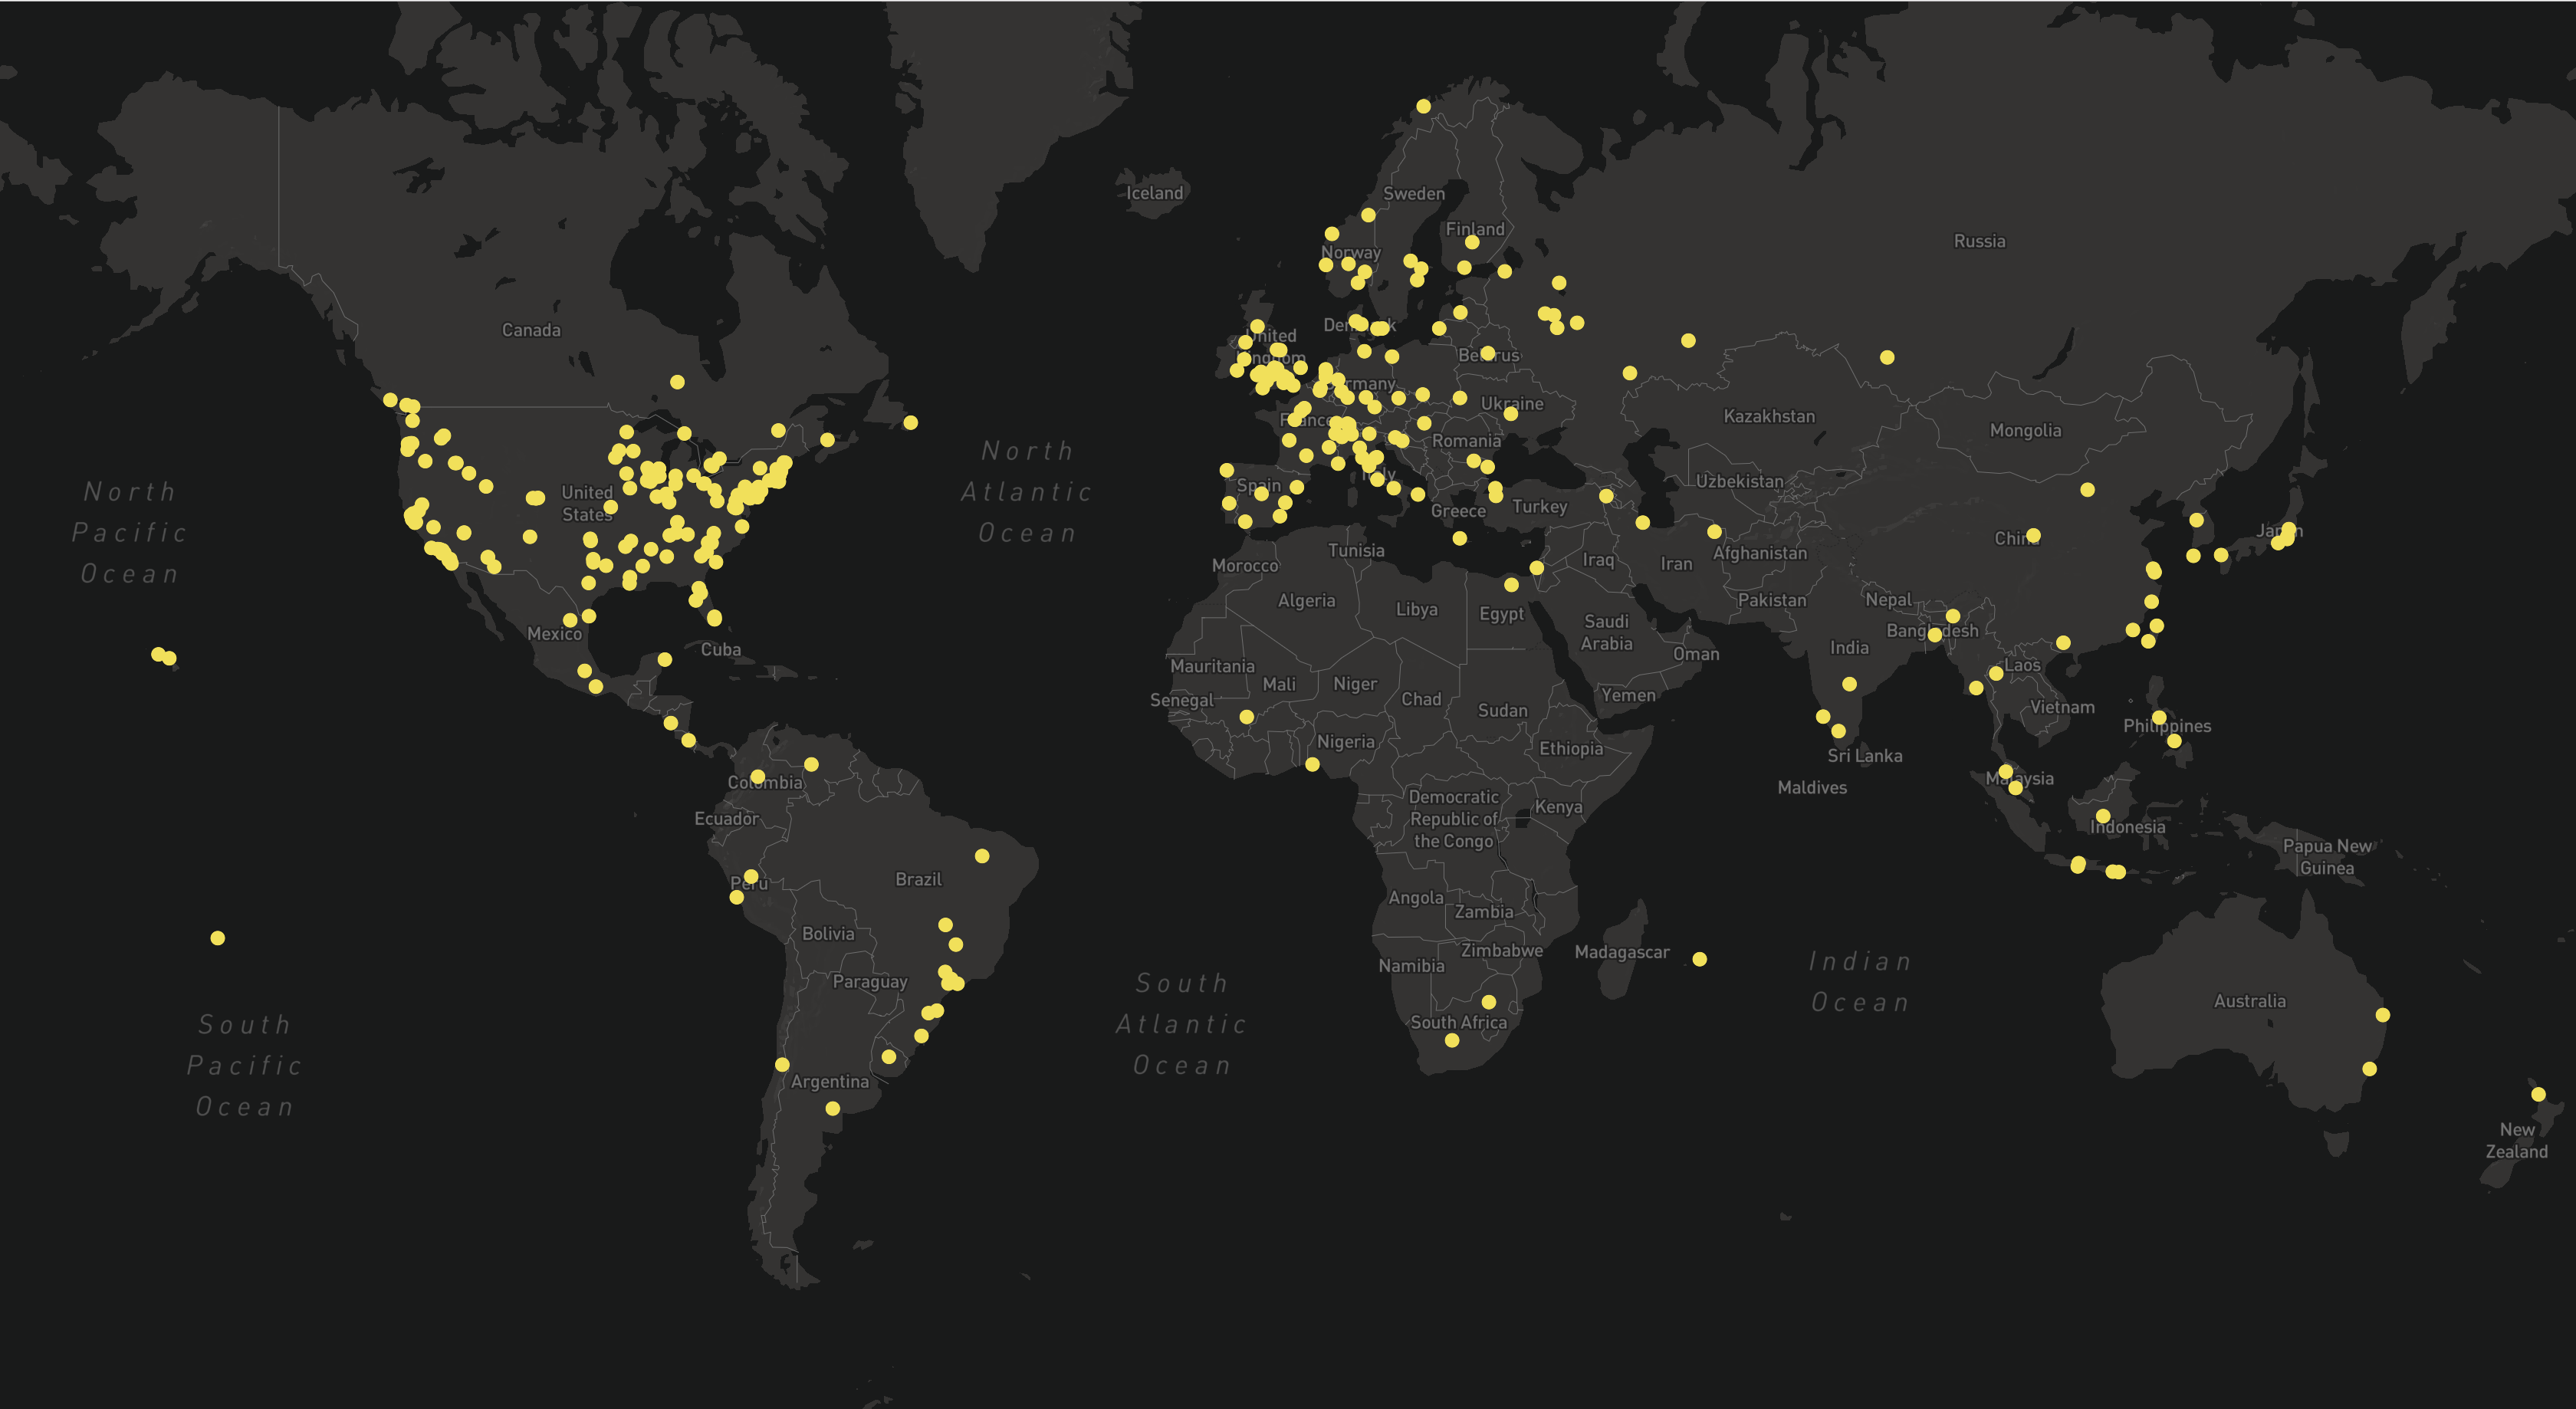 Iceland
Sweden
Finland
Norway
Russia
Canada
United
Kingdom
Denmark
Belarus
Germany
Ukraine
Kazakhstan
France
Mongolia
Romania
North
Atlantic
Ocean
North
Pacific
Ocean
United
States
Spain
Italy
Uzbekistan
Greece
Turkey
Japan
China
Tunisia
Afghanistan
Morocco
Iraq
Iran
Algeria
Libya
Egypt
Pakistan
Nepal
Saudi
Arabia
Bangladesh
Mexico
Cuba
India
Oman
Mauritania
Mali
Niger
Laos
Senegal
Chad
Sudan
Yemen
Vietnam
Philippines
Nigeria
Ethiopia
Sri Lanka
Malaysia
Colombia
Maldives
Democratic
Republic of
the Congo
Kenya
Ecuador
Indonesia
Papua New
Guinea
Peru
Brazil
Angola
Zambia
Bolivia
Zimbabwe
Madagascar
Namibia
Indian
Ocean
Paraguay
South
Atlantic
Ocean
Australia
South Africa
South
Pacific
Ocean
Argentina
New
Zealand